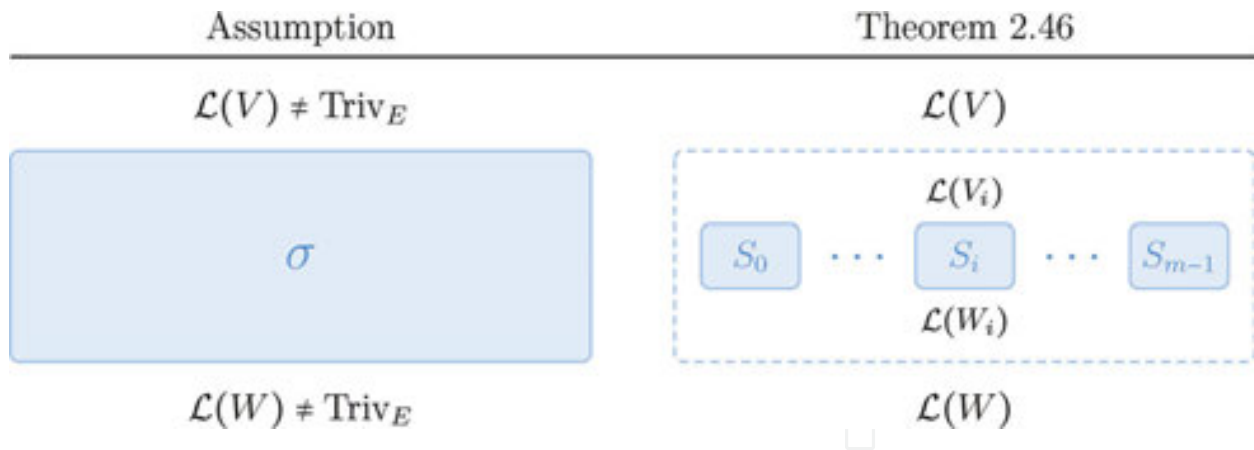 Assumption Theorem 2.46
ℒ(V) ≠ Triv_E ℒ(V)
ℒ(V_i)
σ S_0 ··· S_i ··· S_{m−1}
ℒ(W_i)
ℒ(W) ≠ Triv_E ℒ(W)